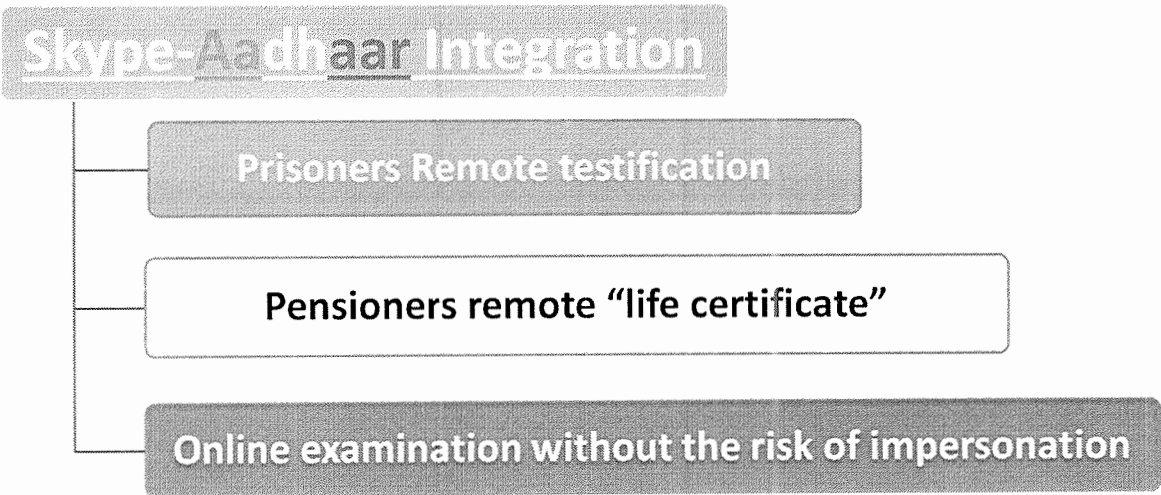 Skype-Aadhaar Integration
Prisoners Remote testification
Pensioners remote “life certificate”
Online examination without the risk of impersonation